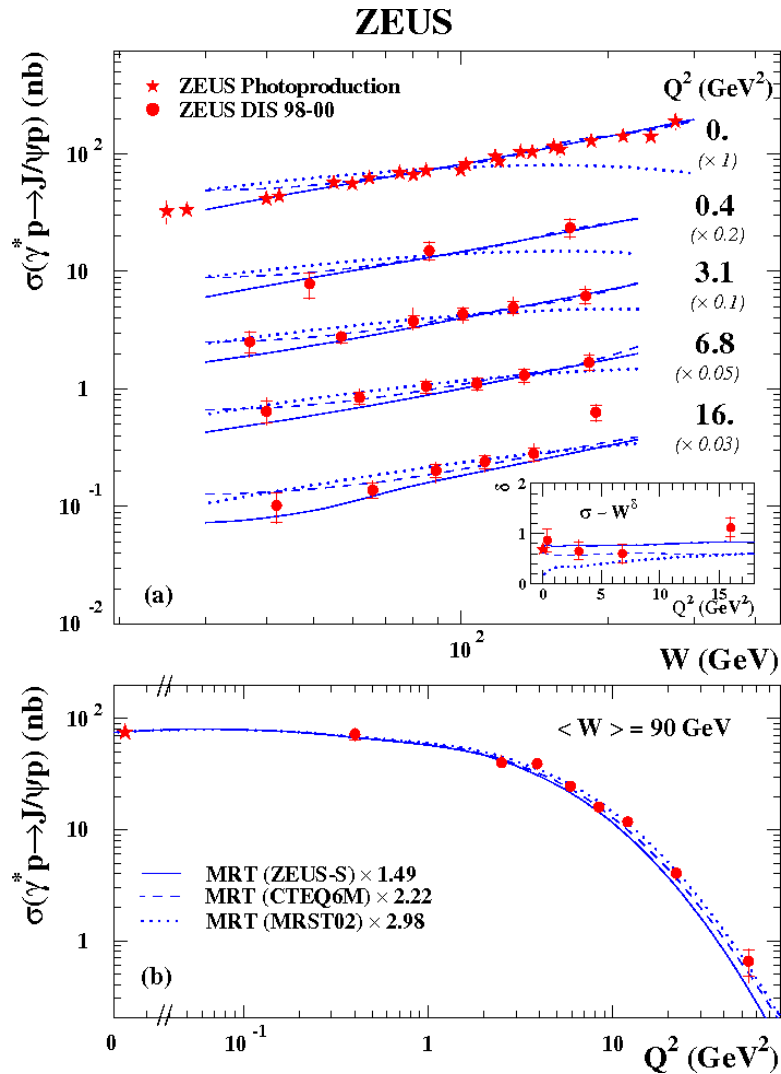 ZEUS
σ(γ* p→J/ψp) (nb)
ZEUS Photoproduction
ZEUS DIS 98-00
Q² (GeV²)
0.
(× 1)
0.4
(× 0.2)
3.1
(× 0.1)
6.8
(× 0.05)
16.
(× 0.03)
10²
10
1
10⁻¹
10⁻²
(a)
δ
2
1
0
σ ~ W^δ
0 5 10 15
Q² (GeV²)
10²
W (GeV)
σ(γ* p→J/ψp) (nb)
10²
10
1
< W > = 90 GeV
MRT (ZEUS-S) × 1.49
MRT (CTEQ6M) × 2.22
MRT (MRST02) × 2.98
(b)
0 10⁻¹ 1 10 10²
Q² (GeV²)